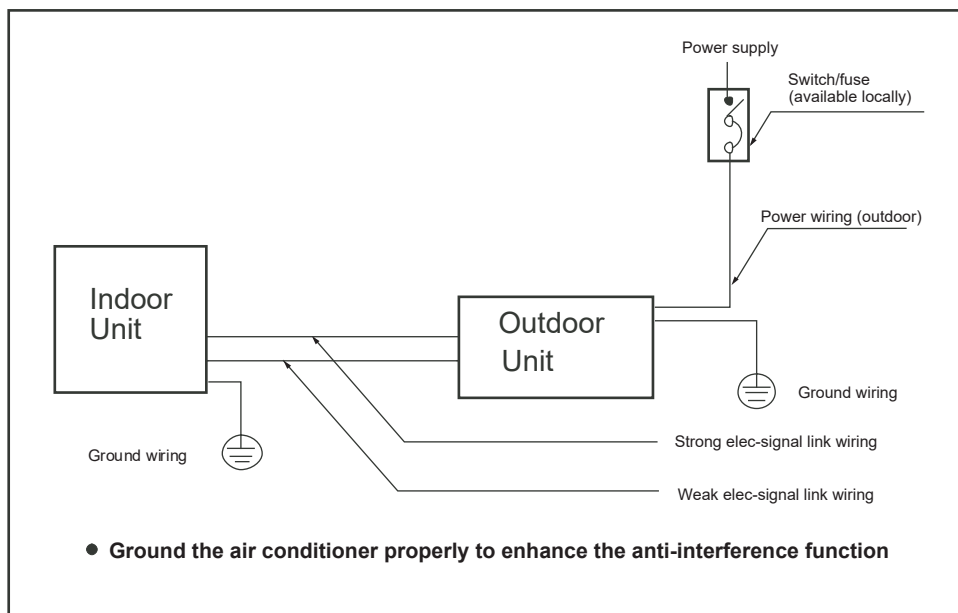 Power supply
Switch/fuse
(available locally)
Power wiring (outdoor)
Indoor
Unit
Outdoor
Unit
Ground wiring
Ground wiring
Strong elec-signal link wiring
Weak elec-signal link wiring
● Ground the air conditioner properly to enhance the anti-interference function